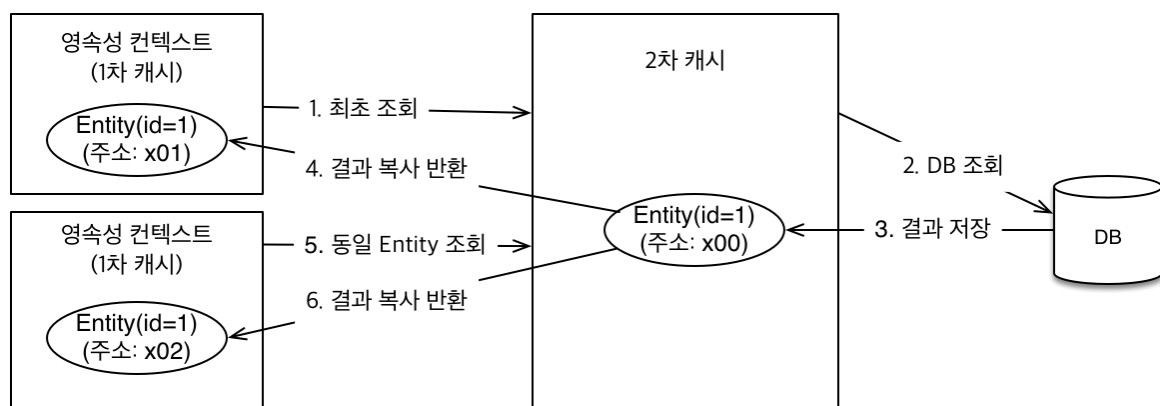 영속성 컨텍스트
(1차 캐시)
Entity(id=1)
(주소: x01)
1. 최초 조회
4. 결과 복사 반환
2차 캐시
2. DB 조회
Entity(id=1)
(주소: x00)
3. 결과 저장
DB
영속성 컨텍스트
(1차 캐시)
5. 동일 Entity 조회
6. 결과 복사 반환
Entity(id=1)
(주소: x02)